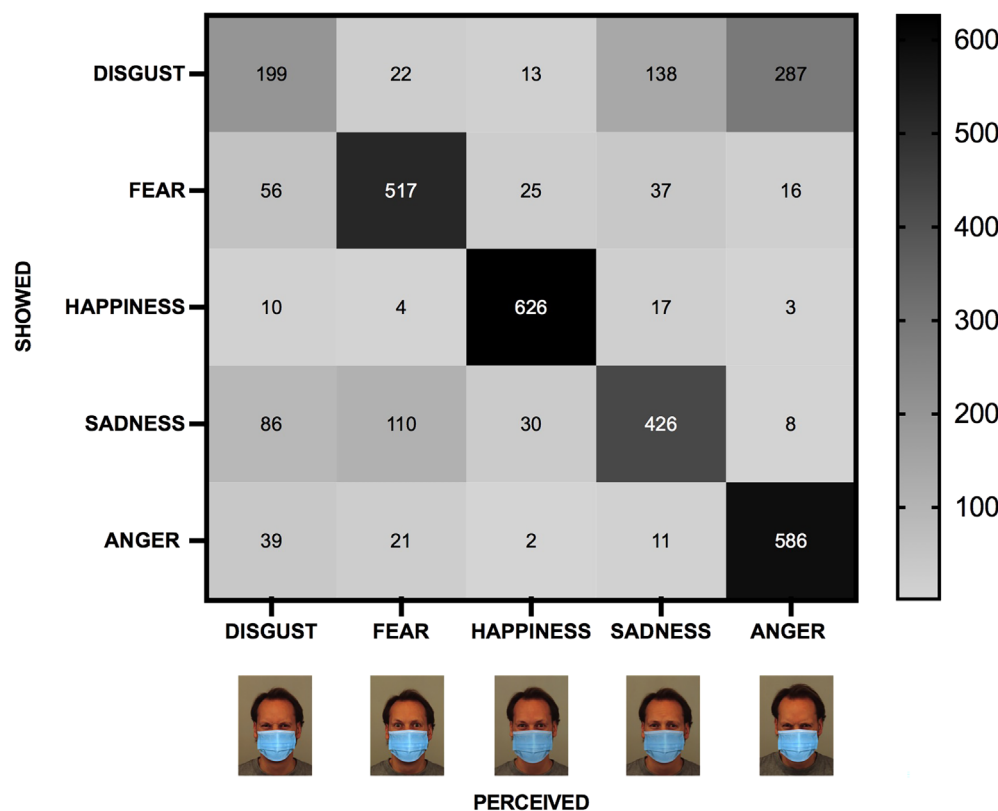 DISGUST 199 22 13 138 287
FEAR 56 517 25 37 16
HAPPINESS 10 4 626 17 3
SADNESS 86 110 30 426 8
ANGER 39 21 2 11 586
SHOWED
DISGUST FEAR HAPPINESS SADNESS ANGER
PERCEIVED
600
500
400
300
200
100